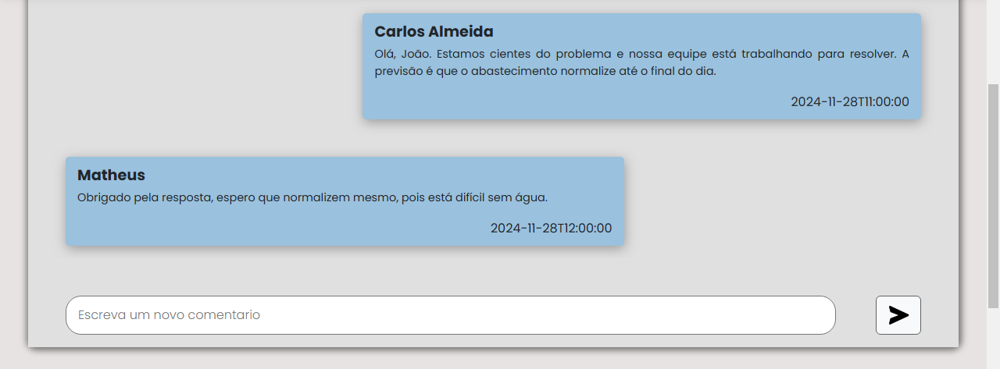 Carlos Almeida
Olá, João. Estamos cientes do problema e nossa equipe está trabalhando para resolver. A
previsão é que o abastecimento normalize até o final do dia.
2024-11-28T11:00:00
Matheus
Obrigado pela resposta, espero que normalizem mesmo, pois está difícil sem água.
2024-11-28T12:00:00
Escreva um novo comentario